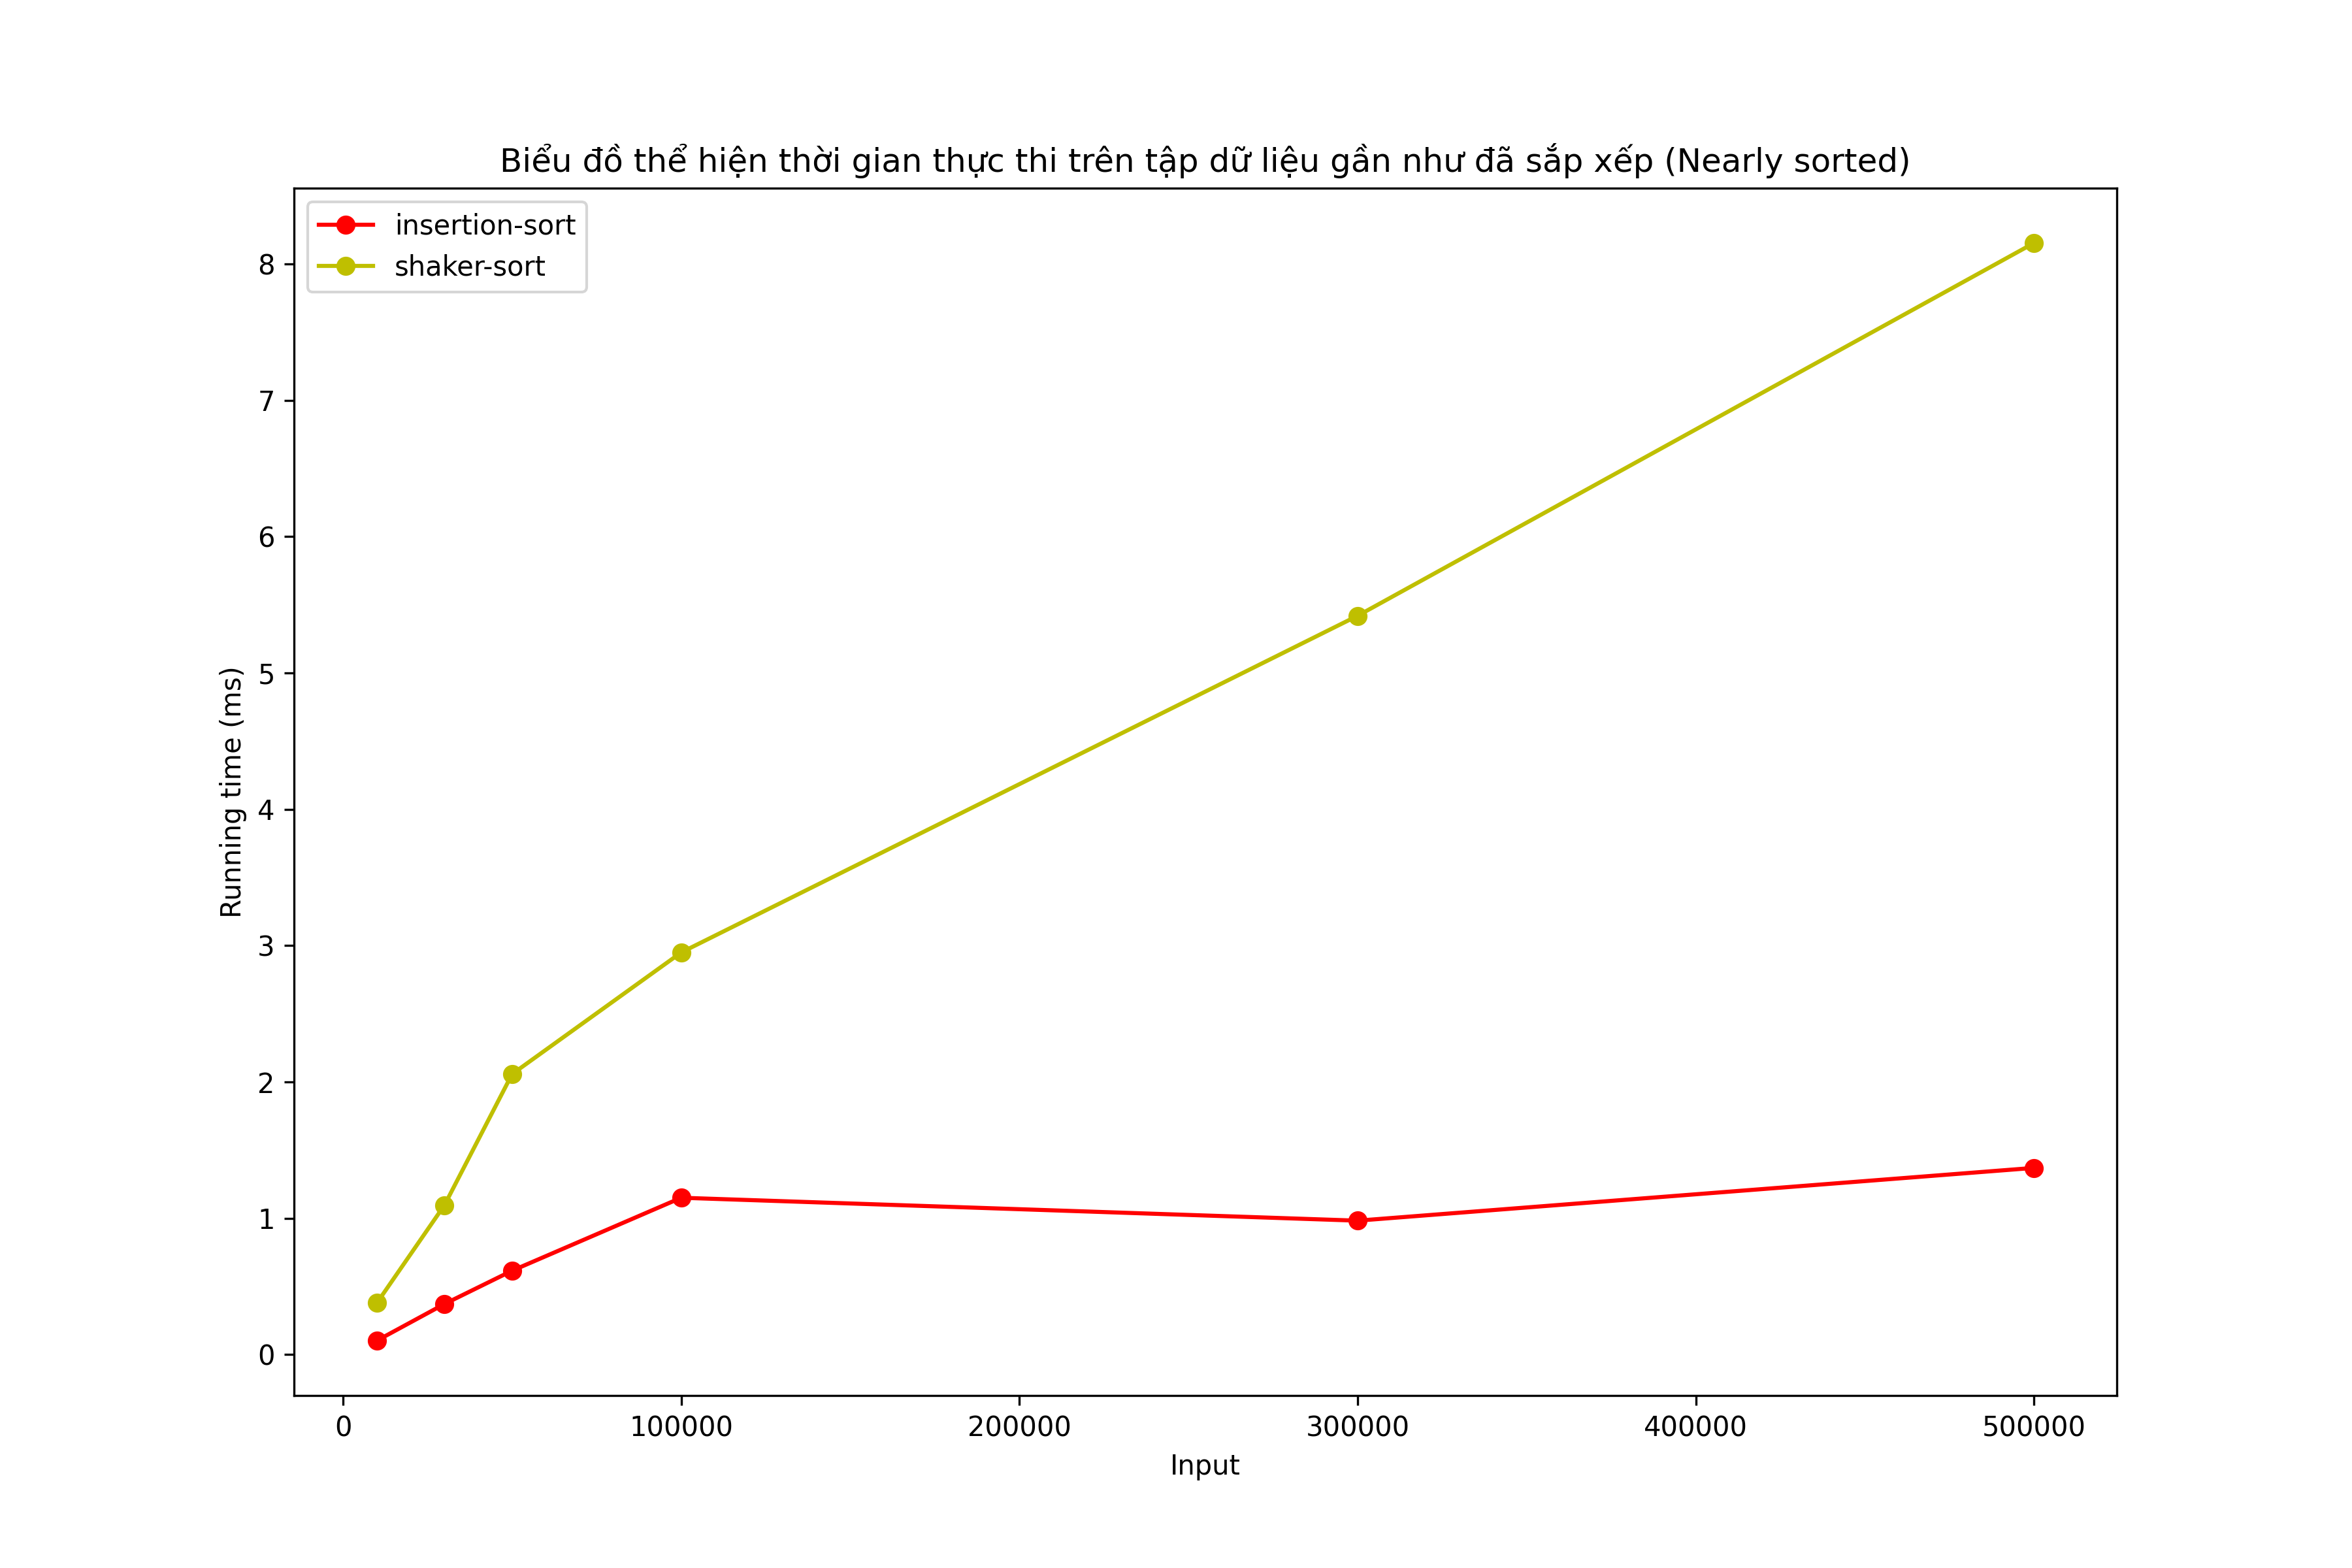 Biểu đồ thể hiện thời gian thực thi trên tập dữ liệu gần như đã sắp xếp (Nearly sorted)
insertion-sort
shaker-sort
8
7
6
5
4
3
2
1
0
Running time (ms)
0 100000 200000 300000 400000 500000
Input